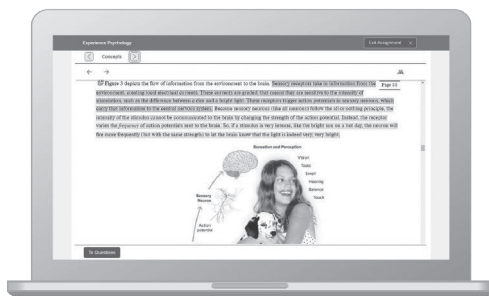 Experience Psychology
Exit Assignment
Concepts
Page 33
Figure 3 depicts the flow of information from the environment to the brain. Sensory receptors take in information from the
environment, creating local electrical currents. These currents are graded; that means they are sensitive to the intensity of
stimulation, such as the difference between a dim and a bright light. These receptors trigger action potentials in sensory neurons, which
carry that information to the central nervous system. Because sensory neurons (like all neurons) follow the all-or-nothing principle, the
intensity of the stimulus cannot be communicated to the brain by changing the strength of the action potential. Instead, the receptor
varies the frequency of action potentials sent to the brain. So, if a stimulus is very intense, like the bright sun on a hot day, the neuron will
fire more frequently (but with the same strength) to let the brain know that the light is indeed very, very bright.
Sensation and Perception
Vision
Taste
Smell
Hearing
Balance
Touch
Sensory
Neuron
Action
potential
To Questions